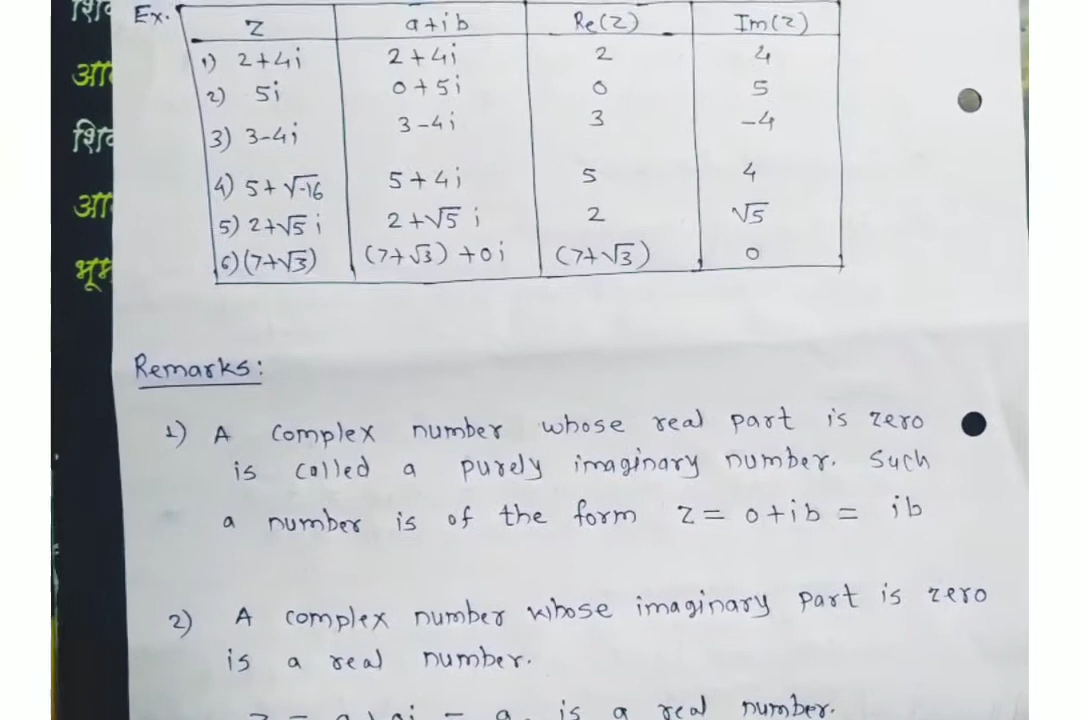 Ex. z a+ib Re(z) Im(z)
1) 2+4i 2+4i 2 4
2) 5i 0+5i 0 5
3) 3-4i 3-4i 3 -4
4) 5+√-16 5+4i 5 4
5) 2+√5 i 2+√5 i 2 √5
6) (7+√3) (7+√3)+0i (7+√3) 0
Remarks:
1) A complex number whose real part is zero
is called a purely imaginary number. Such
a number is of the form z = 0+ib = ib
2) A complex number whose imaginary part is zero
is a real number.
is a real number.